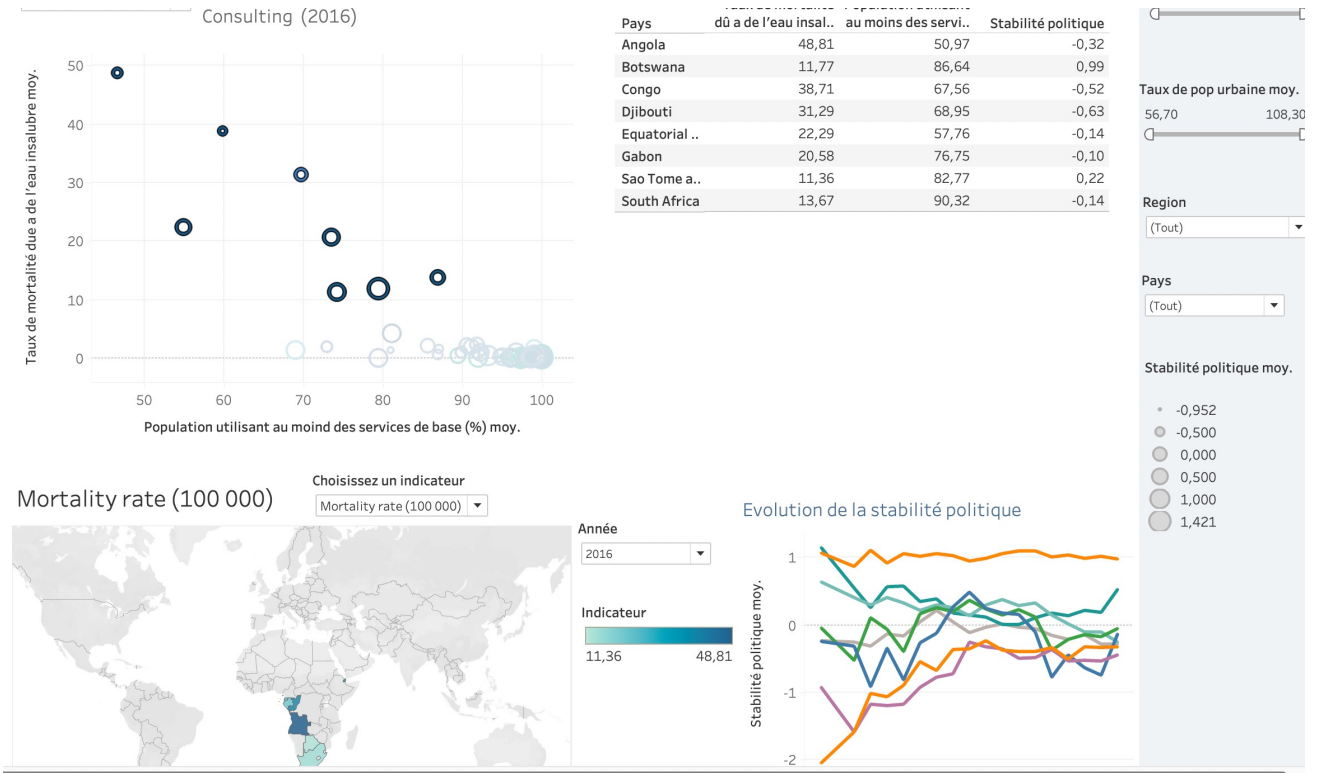 Consulting (2016)
Taux de mortalité due a de l'eau insalubre moy.
50
40
30
20
10
0
50 60 70 80 90 100
Population utilisant au moind des services de base (%) moy.
Pays dû a de l'eau insal.. au moins des servi.. Stabilité politique
Angola 48,81 50,97 -0,32
Botswana 11,77 86,64 0,99
Congo 38,71 67,56 -0,52
Djibouti 31,29 68,95 -0,63
Equatorial .. 22,29 57,76 -0,14
Gabon 20,58 76,75 -0,10
Sao Tome a.. 11,36 82,77 0,22
South Africa 13,67 90,32 -0,14
Taux de pop urbaine moy.
56,70 108,30
Region
(Tout)
Pays
(Tout)
Stabilité politique moy.
-0,952
-0,500
0,000
0,500
1,000
1,421
Mortality rate (100 000)
Choisissez un indicateur
Mortality rate (100 000)
Année
2016
Indicateur
11,36 48,81
Evolution de la stabilité politique
Stabilité politique moy.
1
0
-1
-2